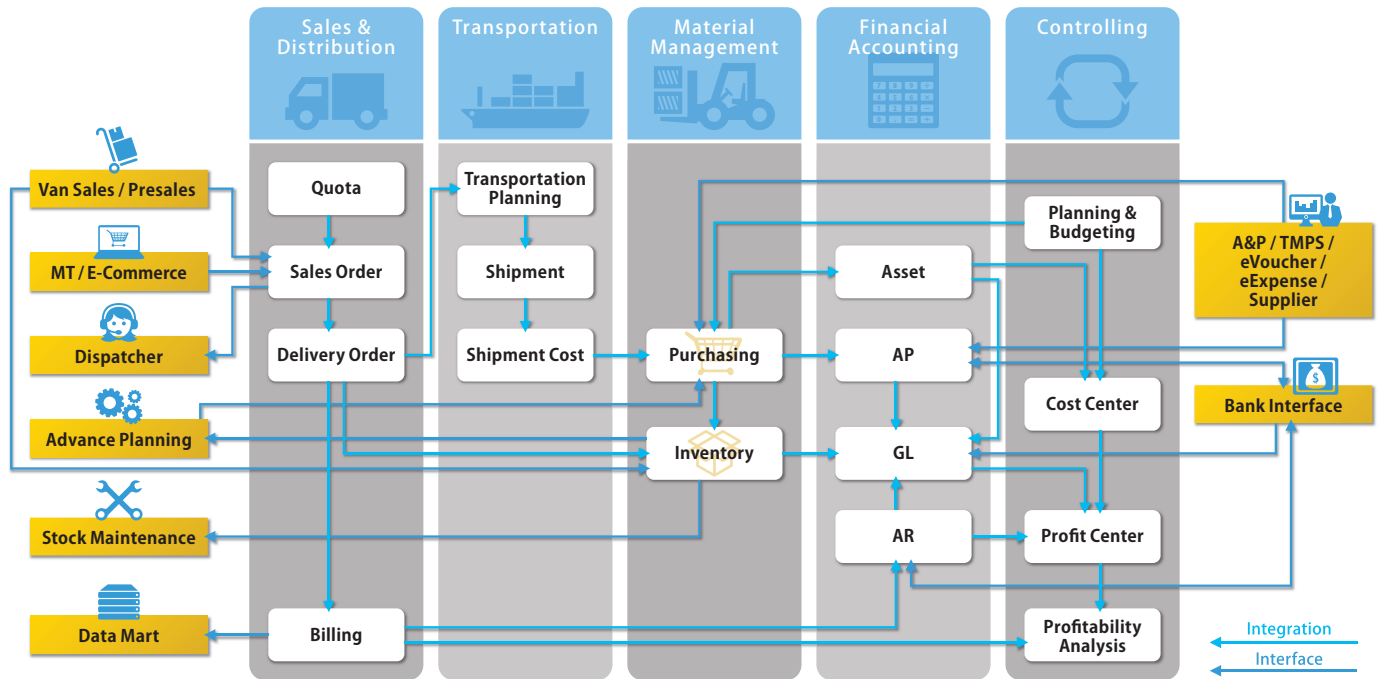 Sales &
Distribution
Transportation
Material
Management
Financial
Accounting
Controlling
Van Sales / Presales
MT / E-Commerce
Dispatcher
Advance Planning
Stock Maintenance
Data Mart
Quota
Sales Order
Delivery Order
Billing
Transportation
Planning
Shipment
Shipment Cost
Purchasing
Inventory
Asset
AP
GL
AR
Planning &
Budgeting
Cost Center
Profit Center
Profitability
Analysis
A&P / TMPS /
eVoucher /
eExpense /
Supplier
$
Bank Interface
Integration
Interface